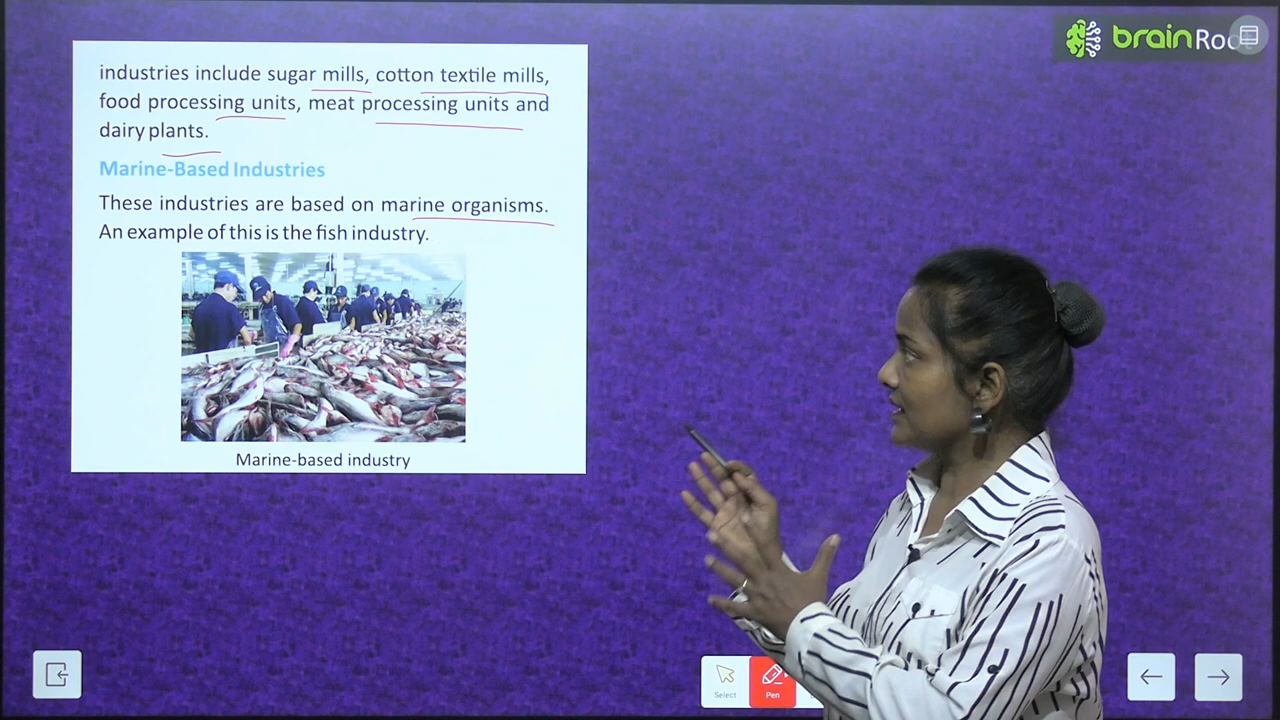 industries include sugar mills, cotton textile mills,
food processing units, meat processing units and
dairy plants.
Marine-Based Industries
These industries are based on marine organisms.
An example of this is the fish industry.
Marine-based industry
brain
Select
Pen